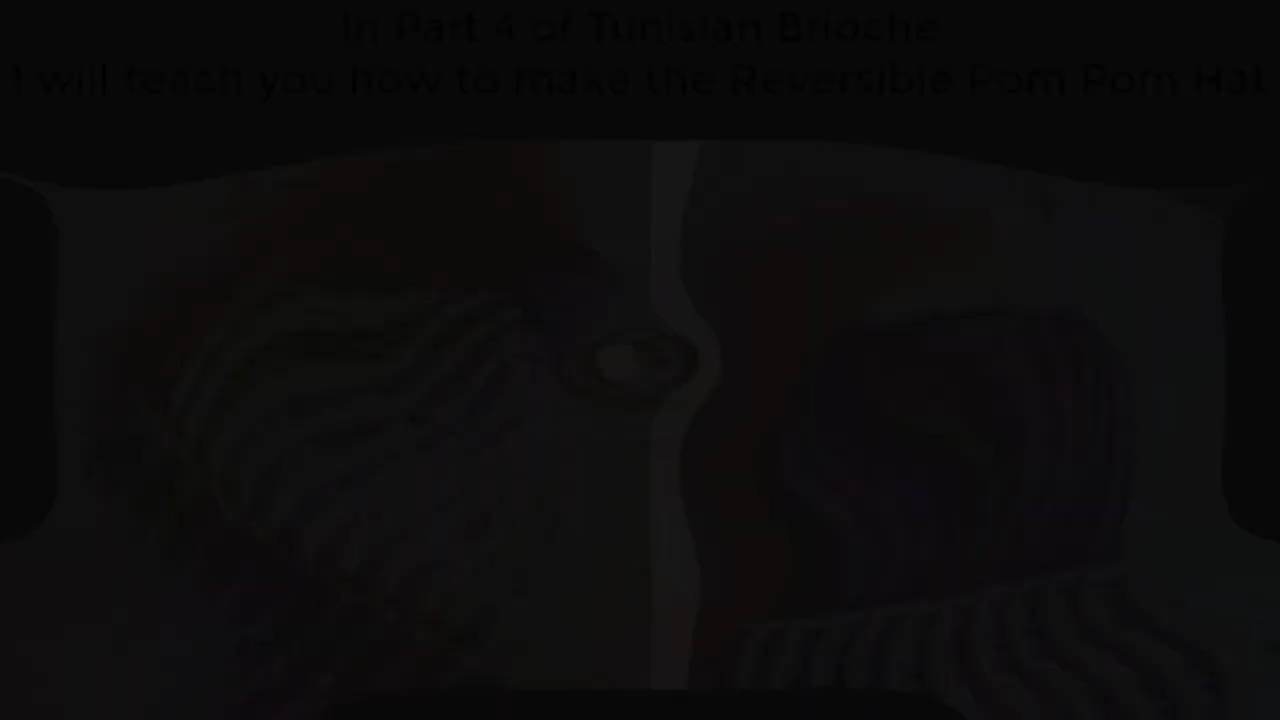 In Part 4 of Tunisian Brioche
I will teach you how to make the Reversible Pom Pom Hat